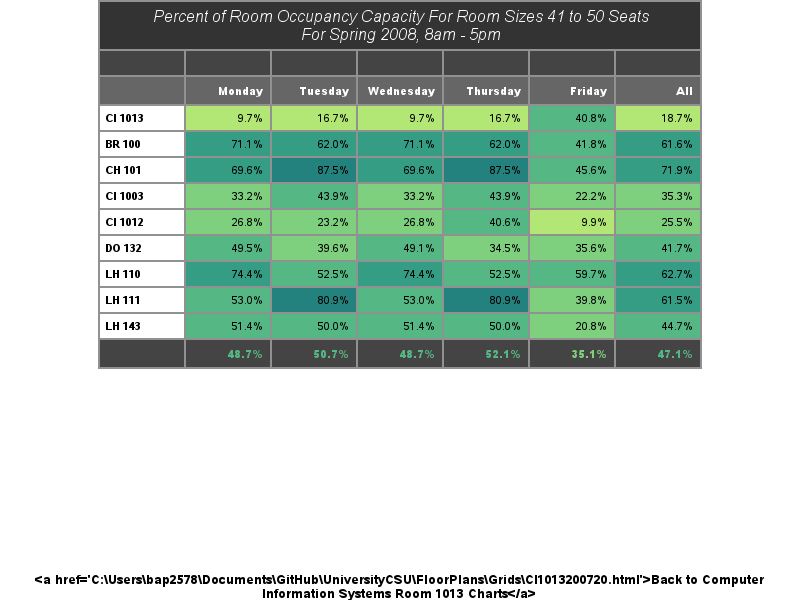 Percent of Room Occupancy Capacity For Room Sizes 41 to 50 Seats
For Spring 2008, 8am - 5pm
Monday Tuesday Wednesday Thursday Friday All
CI 1013 9.7% 16.7% 9.7% 16.7% 40.8% 18.7%
BR 100 71.1% 62.0% 71.1% 62.0% 41.8% 61.6%
CH 101 69.6% 87.5% 69.6% 87.5% 45.6% 71.9%
CI 1003 33.2% 43.9% 33.2% 43.9% 22.2% 35.3%
CI 1012 26.8% 23.2% 26.8% 40.6% 9.9% 25.5%
DO 132 49.5% 39.6% 49.1% 34.5% 35.6% 41.7%
LH 110 74.4% 52.5% 74.4% 52.5% 59.7% 62.7%
LH 111 53.0% 80.9% 53.0% 80.9% 39.8% 61.5%
LH 143 51.4% 50.0% 51.4% 50.0% 20.8% 44.7%
48.7% 50.7% 48.7% 52.1% 35.1% 47.1%
<a href='C:\Users\bap2578\Documents\GitHub\UniversityCSU\FloorPlans\Grids\CI1013200720.html'>Back to Computer
Information Systems Room 1013 Charts</a>